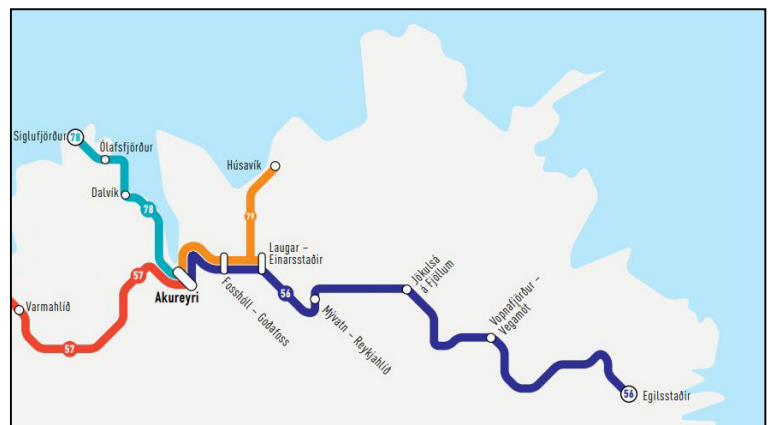 Siglufjörður
78
Ólafsfjörður
Dalvík
78
Húsavík
79
Laugar –
Einarsstaðir
57
Akureyri
Fosshóll – Goðafoss
56
Jökulsá
á Fjöllum
Mývatn – Reykjahlíð
Vopnafjörður –
Vegamót
Varmahlíð
57
56
Egilsstaðir